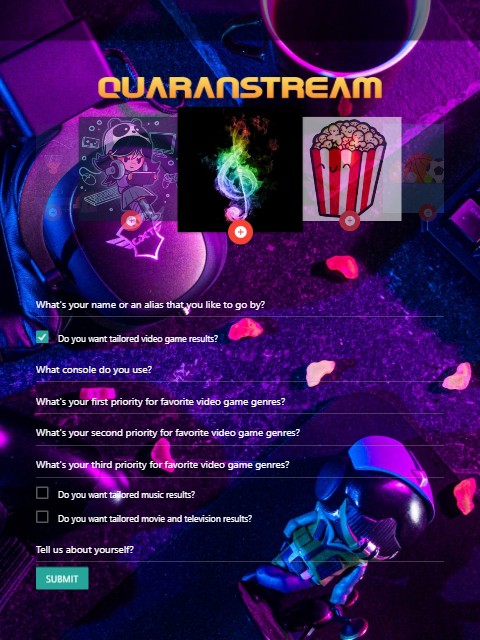 QUARANSTREAM
What's your name or an alias that you like to go by?
Do you want tailored video game results?
What console do you use?
What's your first priority for favorite video game genres?
What's your second priority for favorite video game genres?
What's your third priority for favorite video game genres?
Do you want tailored music results?
Do you want tailored movie and television results?
Tell us about yourself?
SUBMIT